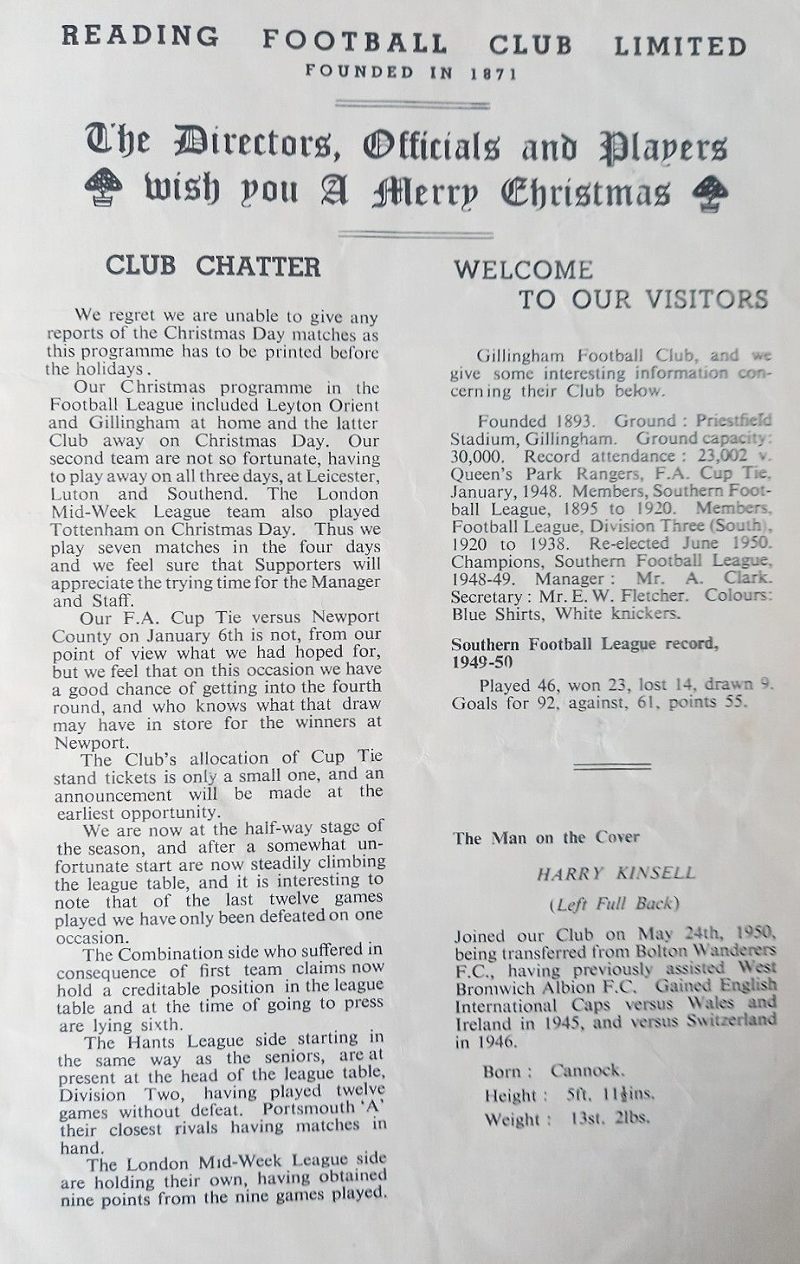 READING FOOTBALL CLUB LIMITED
FOUNDED IN 1871
The Directors, Officials and Players
wish you A Merry Christmas
CLUB CHATTER
We regret we are unable to give any
reports of the Christmas Day matches as
this programme has to be printed before
the holidays.
Our Christmas programme in the
Football League included Leyton Orient
and Gillingham at home and the latter
Club away on Christmas Day. Our
second team are not so fortunate, having
to play away on all three days, at Leicester,
Luton and Southend. The London
Mid-Week League team also played
Tottenham on Christmas Day. Thus we
play seven matches in the four days
and we feel sure that Supporters will
appreciate the trying time for the Manager
and Staff.
Our F.A. Cup Tie versus Newport
County on January 6th is not, from our
point of view what we had hoped for,
but we feel that on this occasion we have
a good chance of getting into the fourth
round, and who knows what that draw
may have in store for the winners at
Newport.
The Club's allocation of Cup Tie
stand tickets is only a small one, and an
announcement will be made at the
earliest opportunity.
We are now at the half-way stage of
the season, and after a somewhat un-
fortunate start are now steadily climbing
the league table, and it is interesting to
note that of the last twelve games
played we have only been defeated on one
occasion.
The Combination side who suffered in
consequence of first team claims now
hold a creditable position in the league
table and at the time of going to press
are lying sixth.
The Hants League side starting in
the same way as the seniors, are at
present at the head of the league table,
Division Two, having played twelve
games without defeat. Portsmouth 'A'
their closest rivals having matches in
hand.
The London Mid-Week League side
are holding their own, having obtained
nine points from the nine games played.
WELCOME
TO OUR VISITORS
Gillingham Football Club, and we
give some interesting information con-
cerning their Club below.
Founded 1893. Ground : Priestfield
Stadium, Gillingham. Ground capacity:
30,000. Record attendance : 23,002 v.
Queen's Park Rangers, F.A. Cup Tie,
January, 1948. Members, Southern Foot-
ball League, 1895 to 1920. Members,
Football League, Division Three (South),
1920 to 1938. Re-elected June 1950.
Champions, Southern Football League,
1948-49. Manager : Mr. A. Clark.
Secretary : Mr. E. W. Fletcher. Colours:
Blue Shirts, White knickers.
Southern Football League record,
1949-50
Played 46, won 23, lost 14, drawn 9.
Goals for 92, against, 61, points 55.
The Man on the Cover
HARRY KINSELL
(Left Full Back)
Joined our Club on May 24th, 1950,
being transferred from Bolton Wanderers
F.C., having previously assisted West
Bromwich Albion F.C. Gained English
International Caps versus Wales and
Ireland in 1945, and versus Switzerland
in 1946.
Born : Cannock.
Height : 5ft. 11½ins.
Weight : 13st. 2lbs.